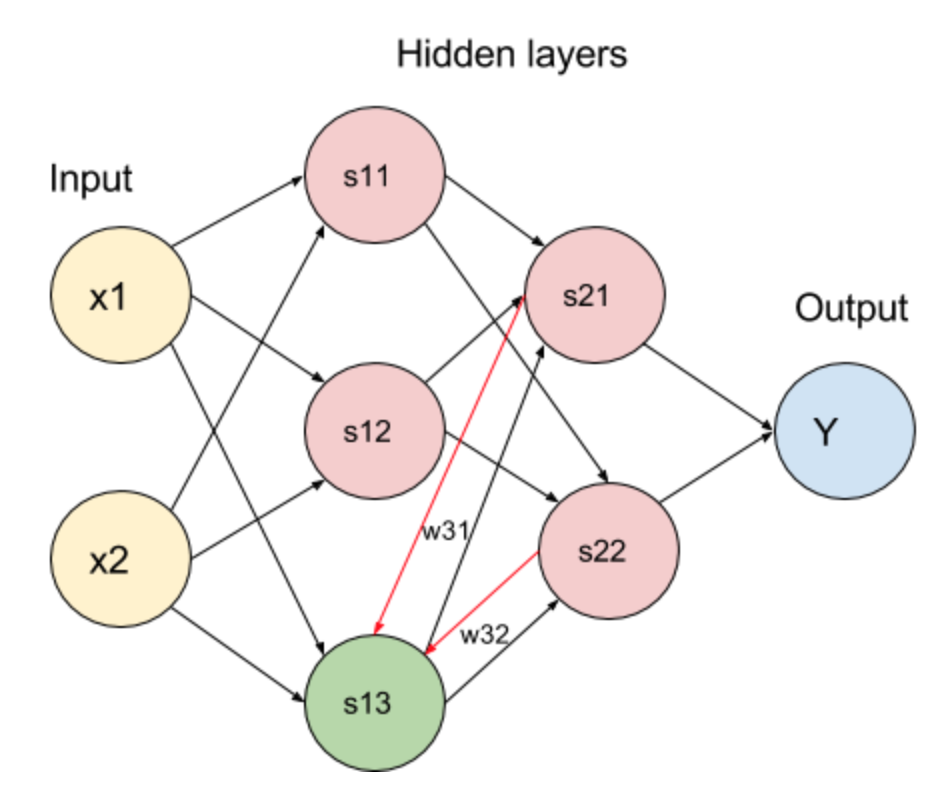 Hidden layers
Input
s11
x1
s21
Output
s12
Y
w31
x2
s22
w32
s13